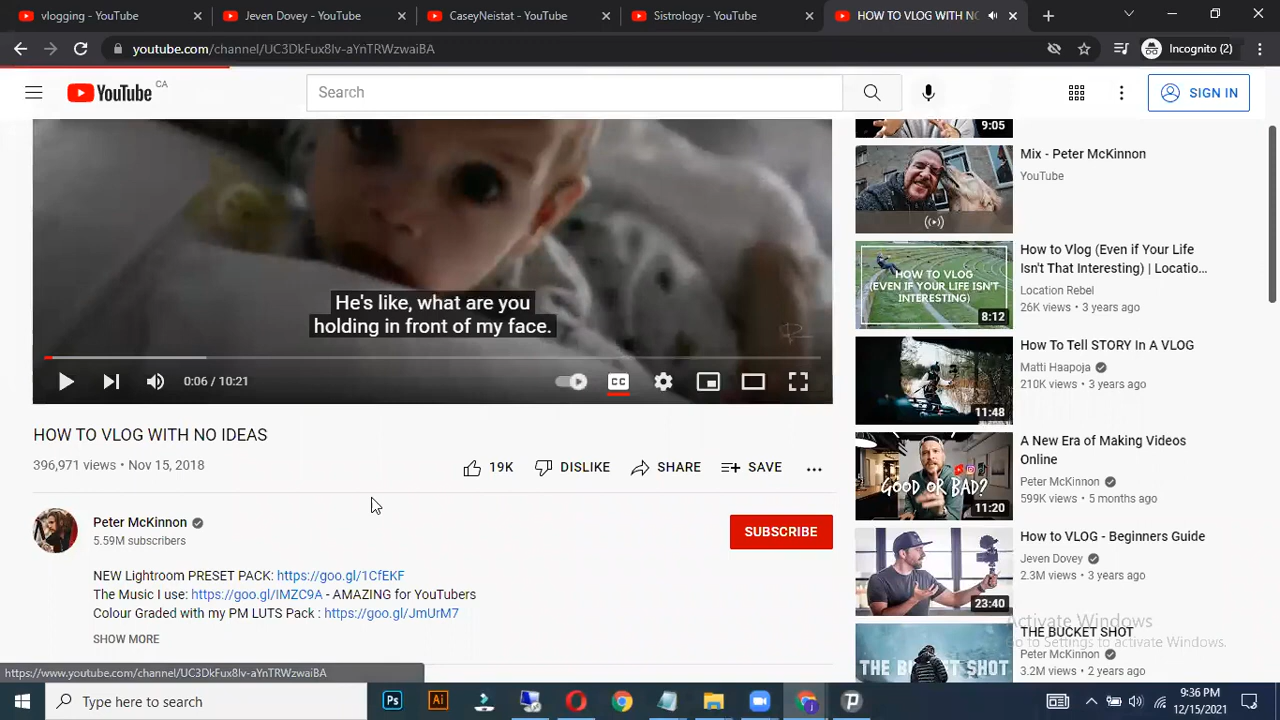 vlogging - YouTube
Jeven Dovey - YouTube
caseyNeistat - YouTube
Sistrology - YouTube
HOW TO VLOG WITH NO
youtube.com/channel/UC3DkFux8Iv-aYnTRWzwaiBA
Incognito (2)
YouTube CA
Search
SIGN IN
He's like, what are you
holding in front of my face.
0:06 / 10:21
CC
HOW TO VLOG WITH NO IDEAS
396,971 views • Nov 15, 2018
19K
DISLIKE
SHARE
SAVE
Peter McKinnon
5.59M subscribers
SUBSCRIBE
NEW Lightroom PRESET PACK: https://goo.gl/1CfEKF
The Music I use: https://goo.gl/IMZC9A - AMAZING for YouTubers
Colour Graded with my PM LUTS Pack : https://goo.gl/JmUrM7
SHOW MORE
9:05
Mix - Peter McKinnon
YouTube
HOW TO VLOG
(EVEN IF YOUR LIFE ISN'T
INTERESTING)
8:12
How to Vlog (Even if Your Life
Isn't That Interesting) | Locatio...
Location Rebel
26K views • 3 years ago
11:48
How To Tell STORY In A VLOG
Matti Haapoja
210K views • 3 years ago
GOOD OR BAD?
11:20
A New Era of Making Videos
Online
Peter McKinnon
599K views • 5 months ago
23:40
How to VLOG - Beginners Guide
Jeven Dovey
2.3M views • 3 years ago
THE BUCKET SHOT
THE BUCKET SHOT
Peter McKinnon
3.2M views • 2 years ago
Activate Windows
Go to Settings to activate Windows.
https://www.youtube.com/channel/UC3DkFux8Iv-aYnTRWzwaiBA
Type here to search
Ps
Ai
9:36 PM
12/15/2021